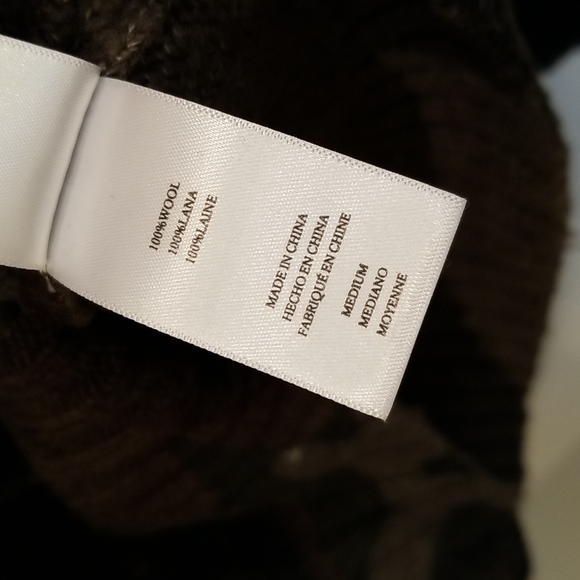 100%WOOL
100%LANA
100%LAINE
MADE IN CHINA
HECHO EN CHINA
FABRIQUÉ EN CHINE
MEDIUM
MEDIANO
MOYENNE